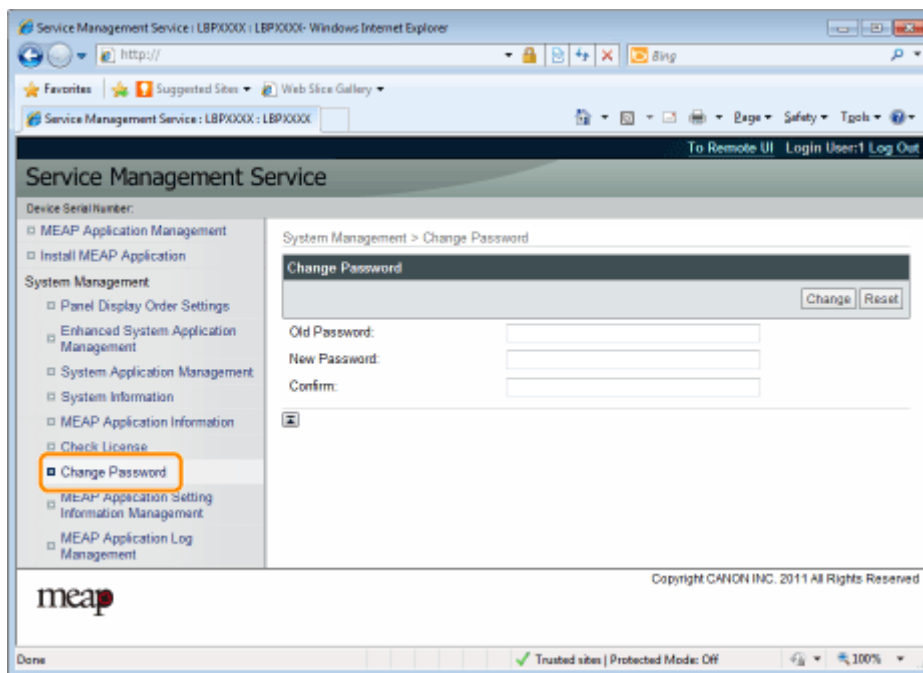 Service Management Service : LBPXXXX : LBPXXXX- Windows Internet Explorer
http://
Bing
Favorites Suggested Sites Web Slice Gallery
Service Management Service : LBPXXXX : LBPXXXX
Page Safety Tools
To Remote UI Login User:1 Log Out
Service Management Service
Device Serial Number:
MEAP Application Management
Install MEAP Application
System Management
Panel Display Order Settings
Enhanced System Application
Management
System Application Management
System Information
MEAP Application Information
Check License
Change Password
MEAP Application Setting
Information Management
MEAP Application Log
Management
System Management > Change Password
Change Password
Change Reset
Old Password:
New Password:
Confirm:
Copyright CANON INC. 2011 All Rights Reserved
meap
Done
Trusted sites | Protected Mode: Off
100%